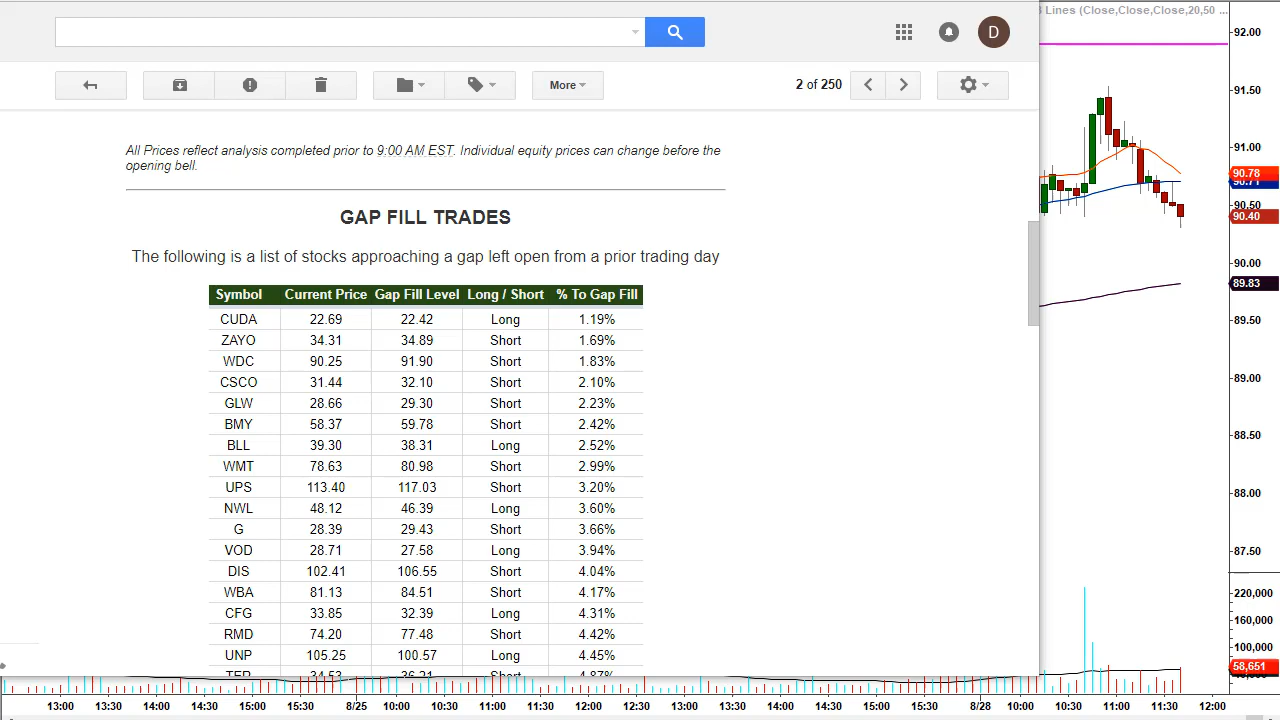 3 Lines (Close,Close,Close,20,50 ...
D
More
2 of 250
All Prices reflect analysis completed prior to 9:00 AM EST. Individual equity prices can change before the
opening bell.
GAP FILL TRADES
The following is a list of stocks approaching a gap left open from a prior trading day
Symbol Current Price Gap Fill Level Long / Short % To Gap Fill
CUDA 22.69 22.42 Long 1.19%
ZAYO 34.31 34.89 Short 1.69%
WDC 90.25 91.90 Short 1.83%
CSCO 31.44 32.10 Short 2.10%
GLW 28.66 29.30 Short 2.23%
BMY 58.37 59.78 Short 2.42%
BLL 39.30 38.31 Long 2.52%
WMT 78.63 80.98 Short 2.99%
UPS 113.40 117.03 Short 3.20%
NWL 48.12 46.39 Long 3.60%
G 28.39 29.43 Short 3.66%
VOD 28.71 27.58 Long 3.94%
DIS 102.41 106.55 Short 4.04%
WBA 81.13 84.51 Short 4.17%
CFG 33.85 32.39 Long 4.31%
RMD 74.20 77.48 Short 4.42%
UNP 105.25 100.57 Long 4.45%
TER 34.53 36.21 Short 4.87%
92.00
91.50
91.00
90.78
90.71
90.50
90.40
90.00
89.83
89.50
89.00
88.50
88.00
87.50
220,000
160,000
100,000
58,651
13:00 13:30 14:00 14:30 15:00 15:30 8/25 10:00 10:30 11:00 11:30 12:00 12:30 13:00 13:30 14:00 14:30 15:00 15:30 8/28 10:00 10:30 11:00 11:30 12:00